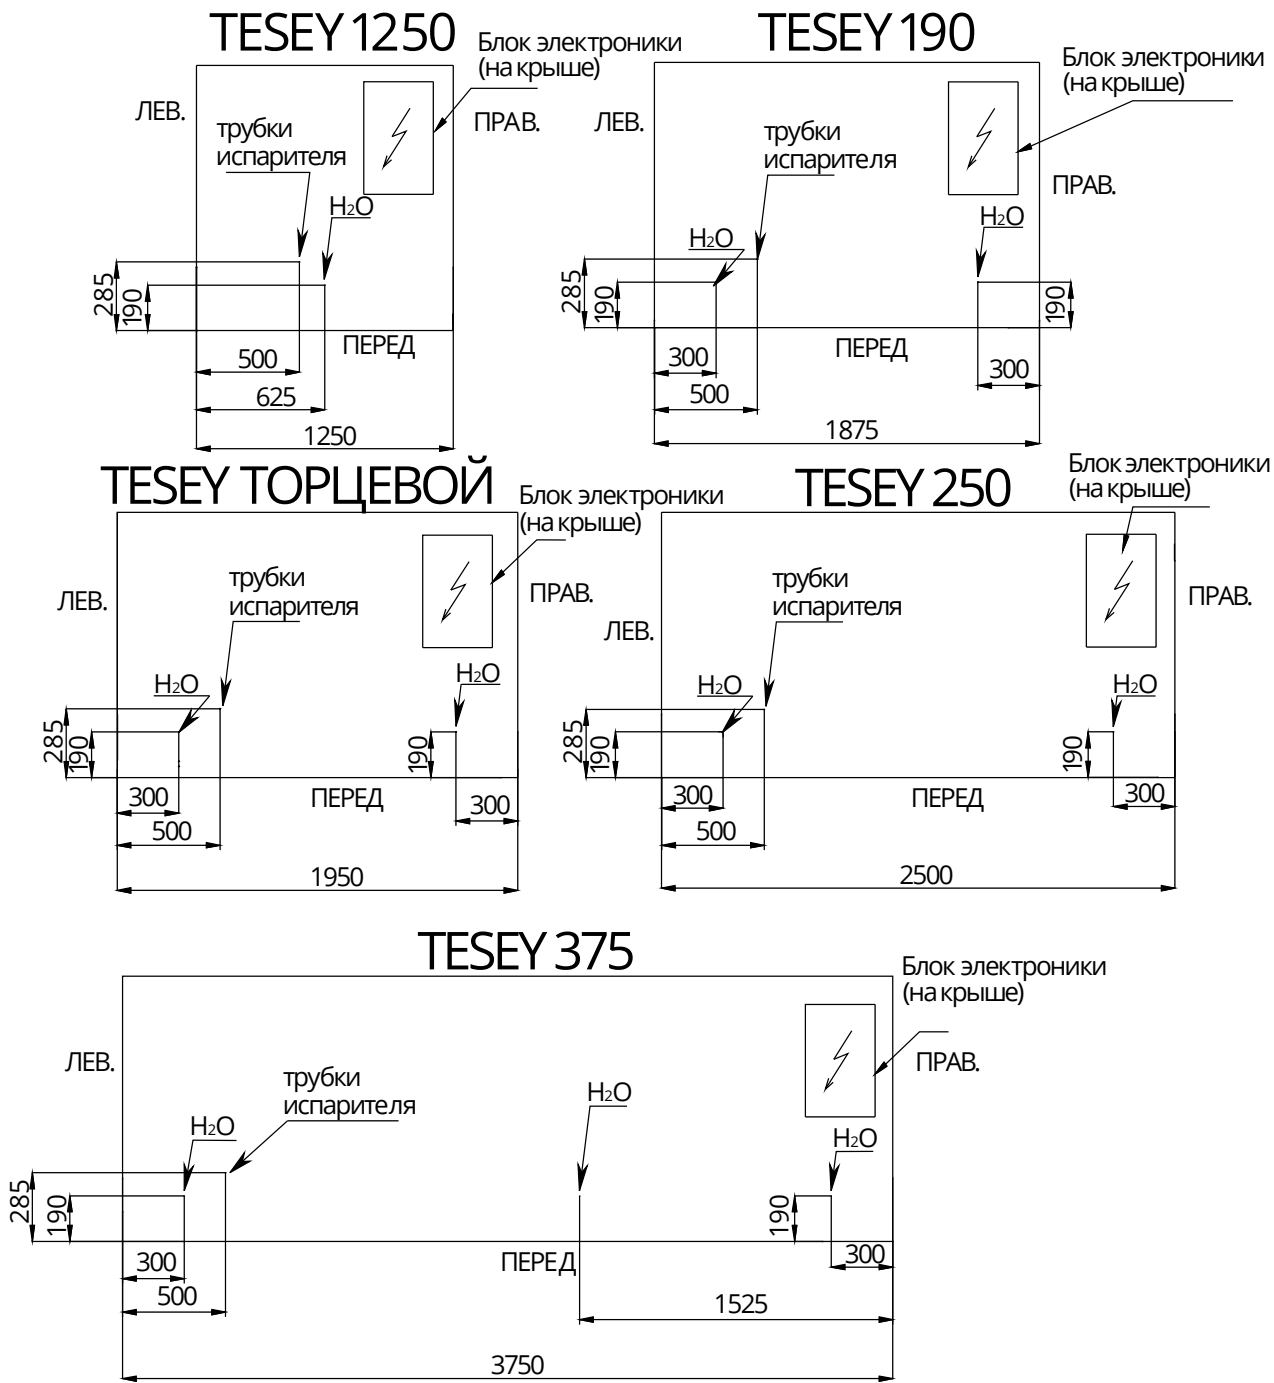 TESEY 1250
Блок электроники
(на крыше)
ЛЕВ.
ПРАВ.
трубки
испарителя
H₂O
285
190
ПЕРЕД
500
625
1250
TESEY 190
Блок электроники
(на крыше)
ЛЕВ.
трубки
испарителя
ПРАВ.
H₂O
H₂O
285
190
190
ПЕРЕД
300
300
500
1875
TESEY ТОРЦЕВОЙ
Блок электроники
(на крыше)
ЛЕВ.
трубки
испарителя
ПРАВ.
H₂O
H₂O
285
190
190
300
ПЕРЕД
300
500
1950
TESEY 250
Блок электроники
(на крыше)
трубки
испарителя
ПРАВ.
ЛЕВ.
H₂O
H₂O
285
190
190
300
ПЕРЕД
300
500
2500
TESEY 375
Блок электроники
(на крыше)
ЛЕВ.
ПРАВ.
трубки
испарителя
H₂O
H₂O
H₂O
285
190
190
300
ПЕРЕД
300
500
1525
3750